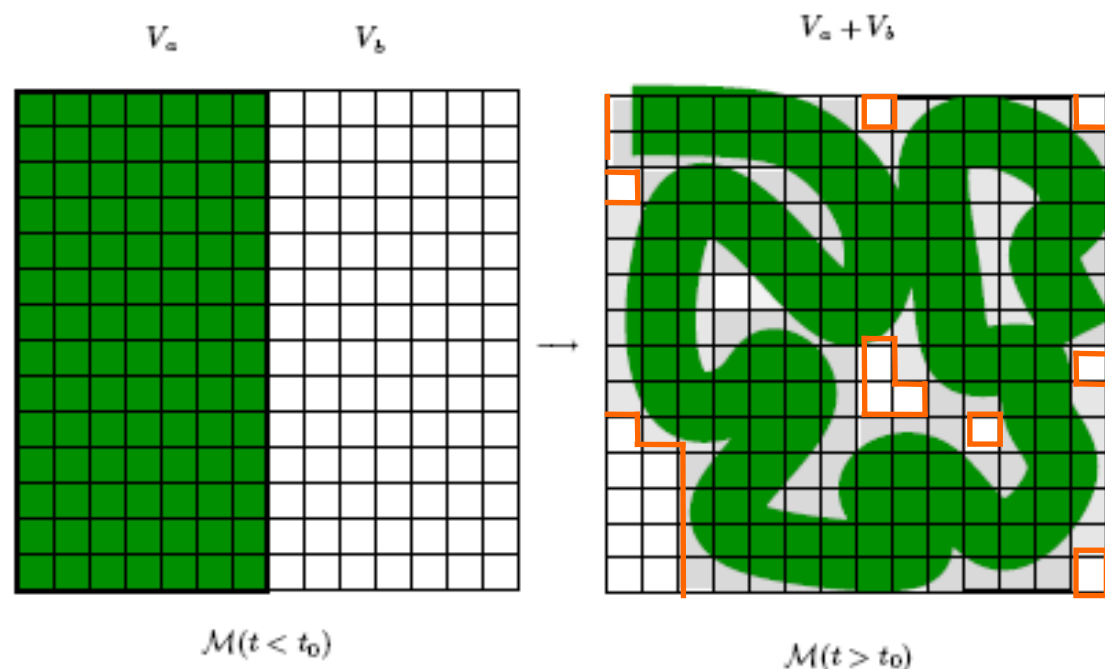 V_a V_b
V_a + V_b
⟶
M(t < t_0)
M(t > t_0)